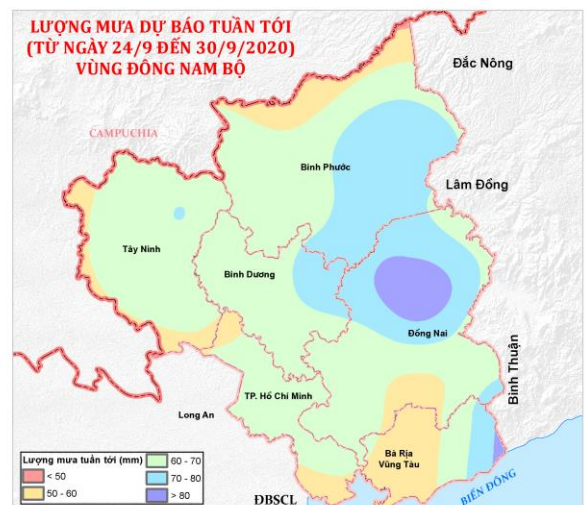 LƯỢNG MƯA DỰ BÁO TUẦN TỚI
(TỪ NGÀY 24/9 ĐẾN 30/9/2020)
VÙNG ĐÔNG NAM BỘ
Đắc Nông
CAMPUCHIA
Bình Phước
Lâm Đồng
Tây Ninh
Bình Dương
Đồng Nai
Bình Thuận
TP. Hồ Chí Minh
Long An
Bà Rịa
Vũng Tàu
BIỂN ĐÔNG
ĐBSCL
Lượng mưa tuần tới (mm)
< 50
50 - 60
60 - 70
70 - 80
> 80